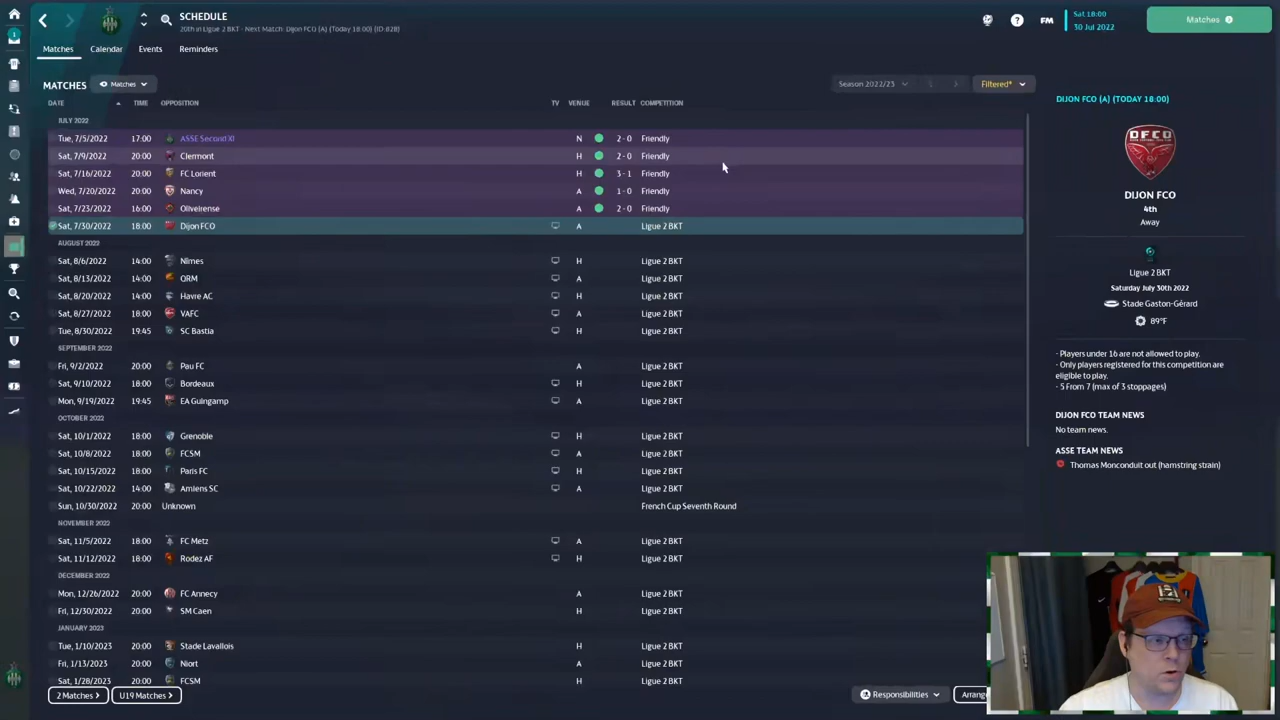 SCHEDULE
20th in Ligue 2 BKT - Next Match: Dijon FCO (A) (Today 18:00) (ID:828)
FM
Sat 18:00
30 Jul 2022
Matches
1
Matches Calendar Events Reminders
MATCHES Matches Season 2022/23 Filtered*
DATE TIME OPPOSITION TV VENUE RESULT COMPETITION
JULY 2022
Tue, 7/5/2022 17:00 ASSE Second XI N 2 - 0 Friendly
Sat, 7/9/2022 20:00 Clermont H 2 - 0 Friendly
Sat, 7/16/2022 20:00 FC Lorient H 3 - 1 Friendly
Wed, 7/20/2022 20:00 Nancy A 1 - 0 Friendly
Sat, 7/23/2022 16:00 Oliveirense A 2 - 0 Friendly
Sat, 7/30/2022 18:00 Dijon FCO A Ligue 2 BKT
AUGUST 2022
Sat, 8/6/2022 14:00 Nîmes H Ligue 2 BKT
Sat, 8/13/2022 14:00 QRM A Ligue 2 BKT
Sat, 8/20/2022 14:00 Havre AC H Ligue 2 BKT
Sat, 8/27/2022 18:00 VAFC A Ligue 2 BKT
Tue, 8/30/2022 19:45 SC Bastia H Ligue 2 BKT
SEPTEMBER 2022
Fri, 9/2/2022 20:00 Pau FC A Ligue 2 BKT
Sat, 9/10/2022 18:00 Bordeaux H Ligue 2 BKT
Mon, 9/19/2022 19:45 EA Guingamp A Ligue 2 BKT
OCTOBER 2022
Sat, 10/1/2022 18:00 Grenoble H Ligue 2 BKT
Sat, 10/8/2022 18:00 FCSM A Ligue 2 BKT
Sat, 10/15/2022 18:00 Paris FC H Ligue 2 BKT
Sat, 10/22/2022 14:00 Amiens SC A Ligue 2 BKT
Sun, 10/30/2022 20:00 Unknown French Cup Seventh Round
NOVEMBER 2022
Sat, 11/5/2022 18:00 FC Metz A Ligue 2 BKT
Sat, 11/12/2022 18:00 Rodez AF H Ligue 2 BKT
DECEMBER 2022
Mon, 12/26/2022 20:00 FC Annecy A Ligue 2 BKT
Fri, 12/30/2022 20:00 SM Caen H Ligue 2 BKT
JANUARY 2023
Tue, 1/10/2023 20:00 Stade Lavallois H Ligue 2 BKT
Fri, 1/13/2023 20:00 Niort A Ligue 2 BKT
Sat, 1/28/2023 20:00 FCSM H Ligue 2 BKT
2 Matches > U19 Matches > Responsibilities
DIJON FCO (A) (TODAY 18:00)
DFCO
DIJON FCO
4th
Away
Ligue 2 BKT
Saturday July 30th 2022
Stade Gaston-Gérard
89°F
- Players under 16 are not allowed to play.
- Only players registered for this competition are
eligible to play.
- 5 From 7 (max of 3 stoppages)
DIJON FCO TEAM NEWS
No team news.
ASSE TEAM NEWS
Thomas Monconduit out (hamstring strain)